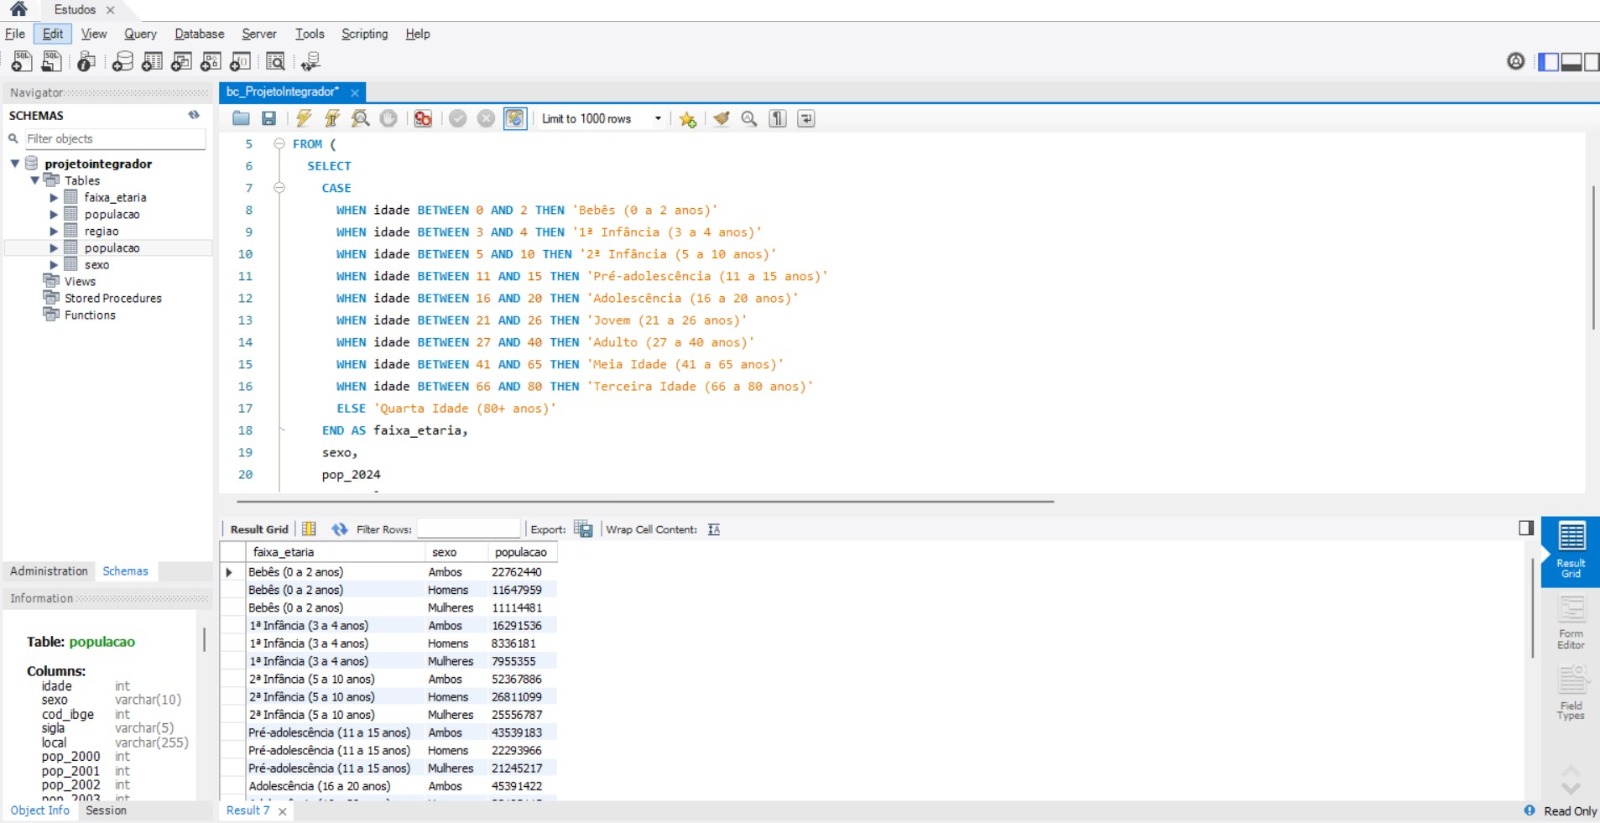 Estudos
File Edit View Query Database Server Tools Scripting Help
Navigator
SCHEMAS
Filter objects
projetointegrador
Tables
faixa_etaria
populacao
regiao
populacao
sexo
Views
Stored Procedures
Functions
Administration Schemas
Information
Table: populacao
Columns:
idade int
sexo varchar(10)
cod_ibge int
sigla varchar(5)
local varchar(255)
pop_2000 int
pop_2001 int
pop_2002 int
pop_2003 int
Object Info Session
bc_ProjetoIntegrador*
Limit to 1000 rows
5 FROM (
6 SELECT
7 CASE
8 WHEN idade BETWEEN 0 AND 2 THEN 'Bebês (0 a 2 anos)'
9 WHEN idade BETWEEN 3 AND 4 THEN '1ª Infância (3 a 4 anos)'
10 WHEN idade BETWEEN 5 AND 10 THEN '2ª Infância (5 a 10 anos)'
11 WHEN idade BETWEEN 11 AND 15 THEN 'Pré-adolescência (11 a 15 anos)'
12 WHEN idade BETWEEN 16 AND 20 THEN 'Adolescência (16 a 20 anos)'
13 WHEN idade BETWEEN 21 AND 26 THEN 'Jovem (21 a 26 anos)'
14 WHEN idade BETWEEN 27 AND 40 THEN 'Adulto (27 a 40 anos)'
15 WHEN idade BETWEEN 41 AND 65 THEN 'Meia Idade (41 a 65 anos)'
16 WHEN idade BETWEEN 66 AND 80 THEN 'Terceira Idade (66 a 80 anos)'
17 ELSE 'Quarta Idade (80+ anos)'
18 END AS faixa_etaria,
19 sexo,
20 pop_2024
Result Grid Filter Rows: Export: Wrap Cell Content:
faixa_etaria sexo populacao
Bebês (0 a 2 anos) Ambos 22762440
Bebês (0 a 2 anos) Homens 11647959
Bebês (0 a 2 anos) Mulheres 11114481
1ª Infância (3 a 4 anos) Ambos 16291536
1ª Infância (3 a 4 anos) Homens 8336181
1ª Infância (3 a 4 anos) Mulheres 7955355
2ª Infância (5 a 10 anos) Ambos 52367886
2ª Infância (5 a 10 anos) Homens 26811099
2ª Infância (5 a 10 anos) Mulheres 25556787
Pré-adolescência (11 a 15 anos) Ambos 43539183
Pré-adolescência (11 a 15 anos) Homens 22293966
Pré-adolescência (11 a 15 anos) Mulheres 21245217
Adolescência (16 a 20 anos) Ambos 45391422
Result
Grid
Form
Editor
Field
Types
Result 7
Read Only